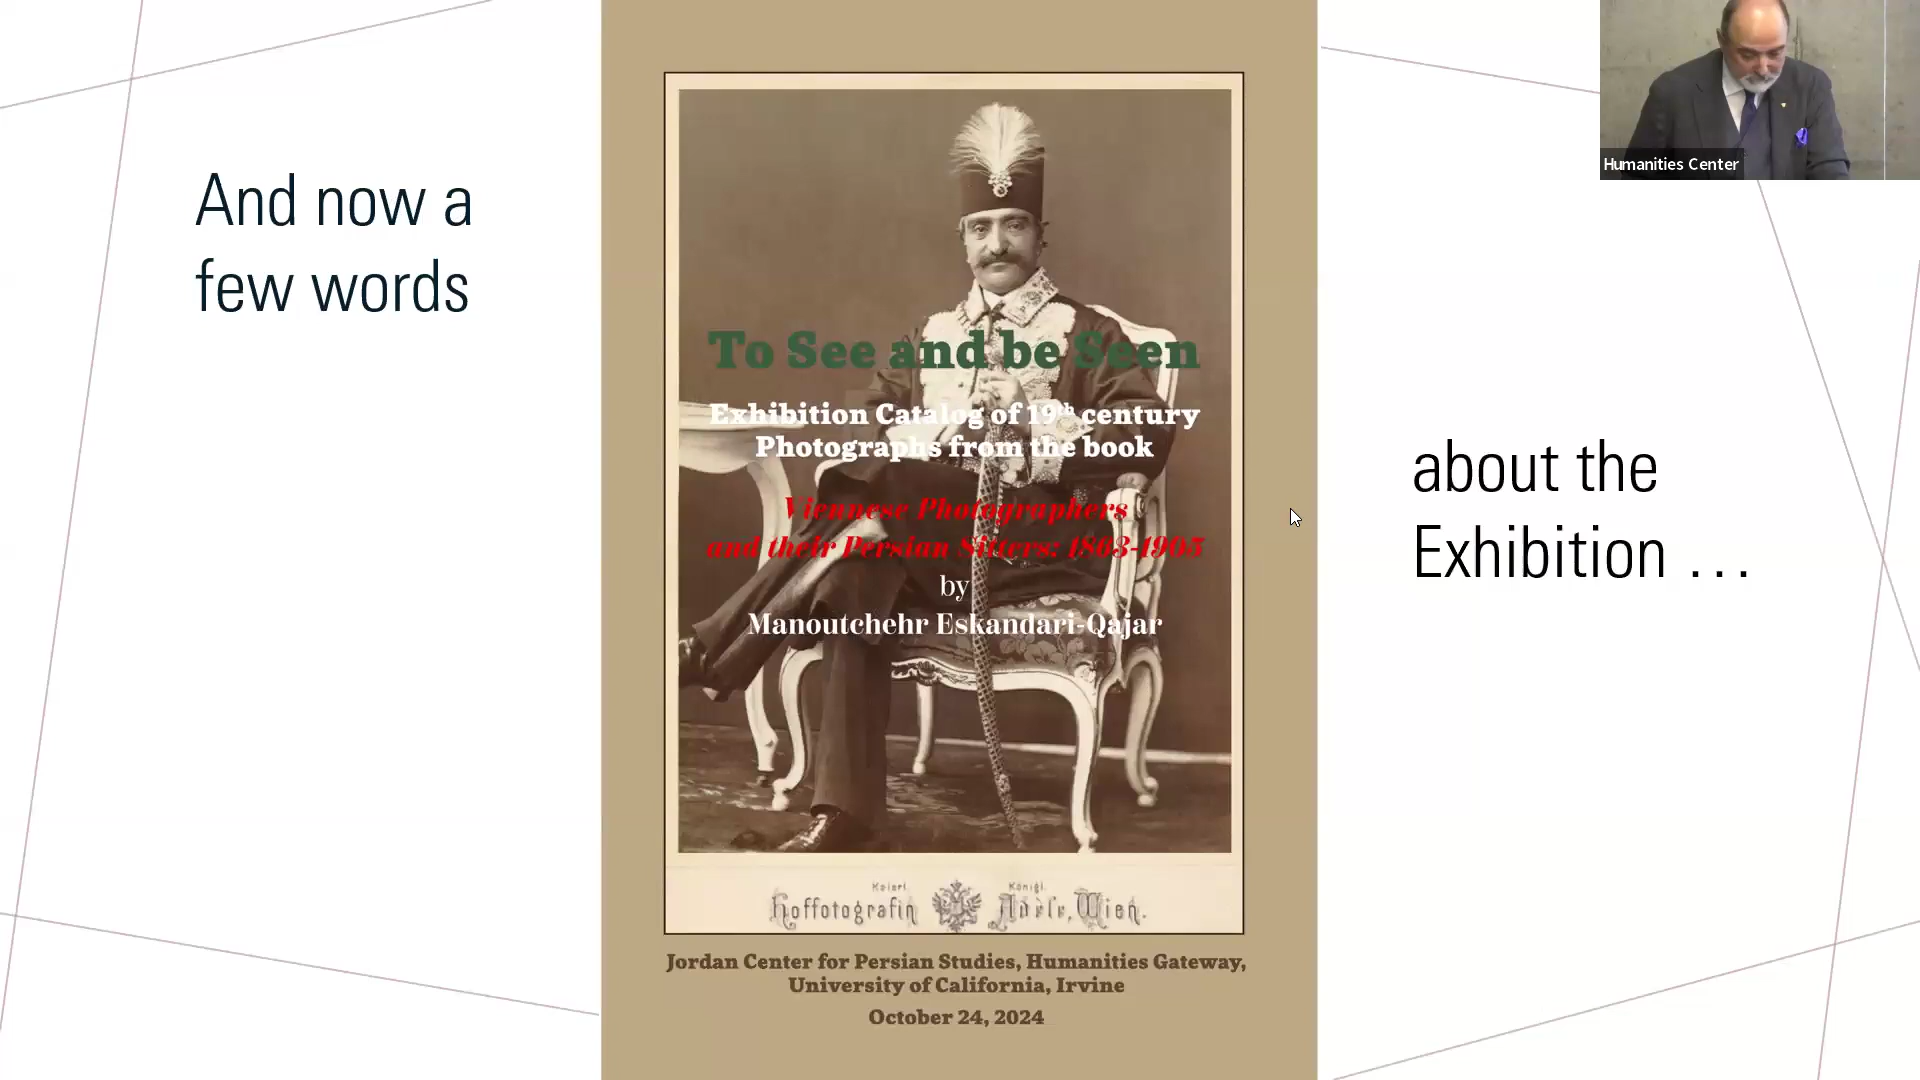 And now a
few words
To See and be Seen
Exhibition Catalog of 19th century
Photographs from the book
Viennese Photographers
and their Persian Sitters: 1863-1905
by
Manoutchehr Eskandari-Qajar
Kaiserl. Königl.
Hoffotografin Adele, Wien.
Jordan Center for Persian Studies, Humanities Gateway,
University of California, Irvine
October 24, 2024
about the
Exhibition ...
Humanities Center